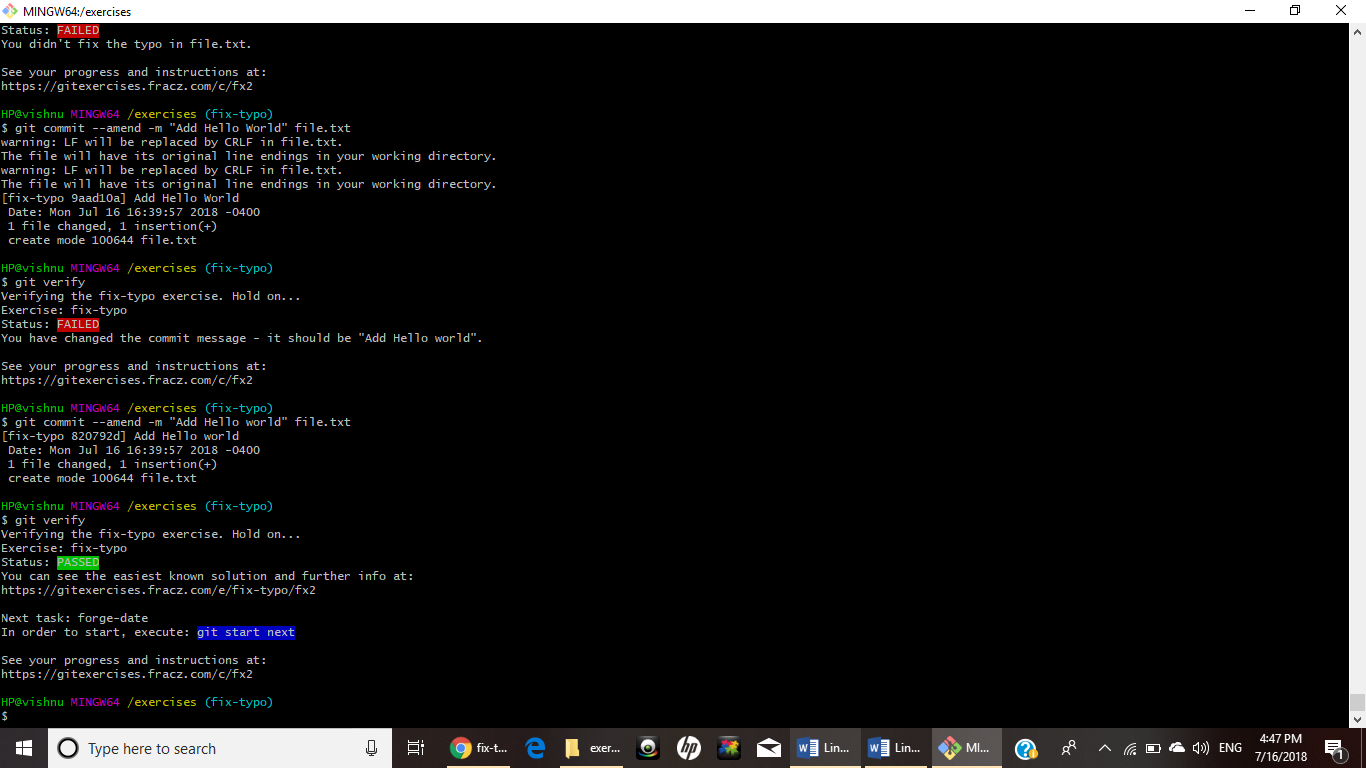 MINGW64:/exercises
Status: FAILED
You didn't fix the typo in file.txt.
See your progress and instructions at:
https://gitexercises.fracz.com/c/fx2
HP@vishnu MINGW64 /exercises (fix-typo)
$ git commit --amend -m "Add Hello World" file.txt
warning: LF will be replaced by CRLF in file.txt.
The file will have its original line endings in your working directory.
warning: LF will be replaced by CRLF in file.txt.
The file will have its original line endings in your working directory.
[fix-typo 9aad10a] Add Hello World
Date: Mon Jul 16 16:39:57 2018 -0400
1 file changed, 1 insertion(+)
create mode 100644 file.txt
HP@vishnu MINGW64 /exercises (fix-typo)
$ git verify
Verifying the fix-typo exercise. Hold on...
Exercise: fix-typo
Status: FAILED
You have changed the commit message - it should be "Add Hello world".
See your progress and instructions at:
https://gitexercises.fracz.com/c/fx2
HP@vishnu MINGW64 /exercises (fix-typo)
$ git commit --amend -m "Add Hello world" file.txt
[fix-typo 820792d] Add Hello world
Date: Mon Jul 16 16:39:57 2018 -0400
1 file changed, 1 insertion(+)
create mode 100644 file.txt
HP@vishnu MINGW64 /exercises (fix-typo)
$ git verify
Verifying the fix-typo exercise. Hold on...
Exercise: fix-typo
Status: PASSED
You can see the easiest known solution and further info at:
https://gitexercises.fracz.com/e/fix-typo/fx2
Next task: forge-date
In order to start, execute: git start next
See your progress and instructions at:
https://gitexercises.fracz.com/c/fx2
HP@vishnu MINGW64 /exercises (fix-typo)
$
Type here to search
fix-t...
exer...
hp
Lin...
Lin...
MI...
ENG
4:47 PM
7/16/2018
1